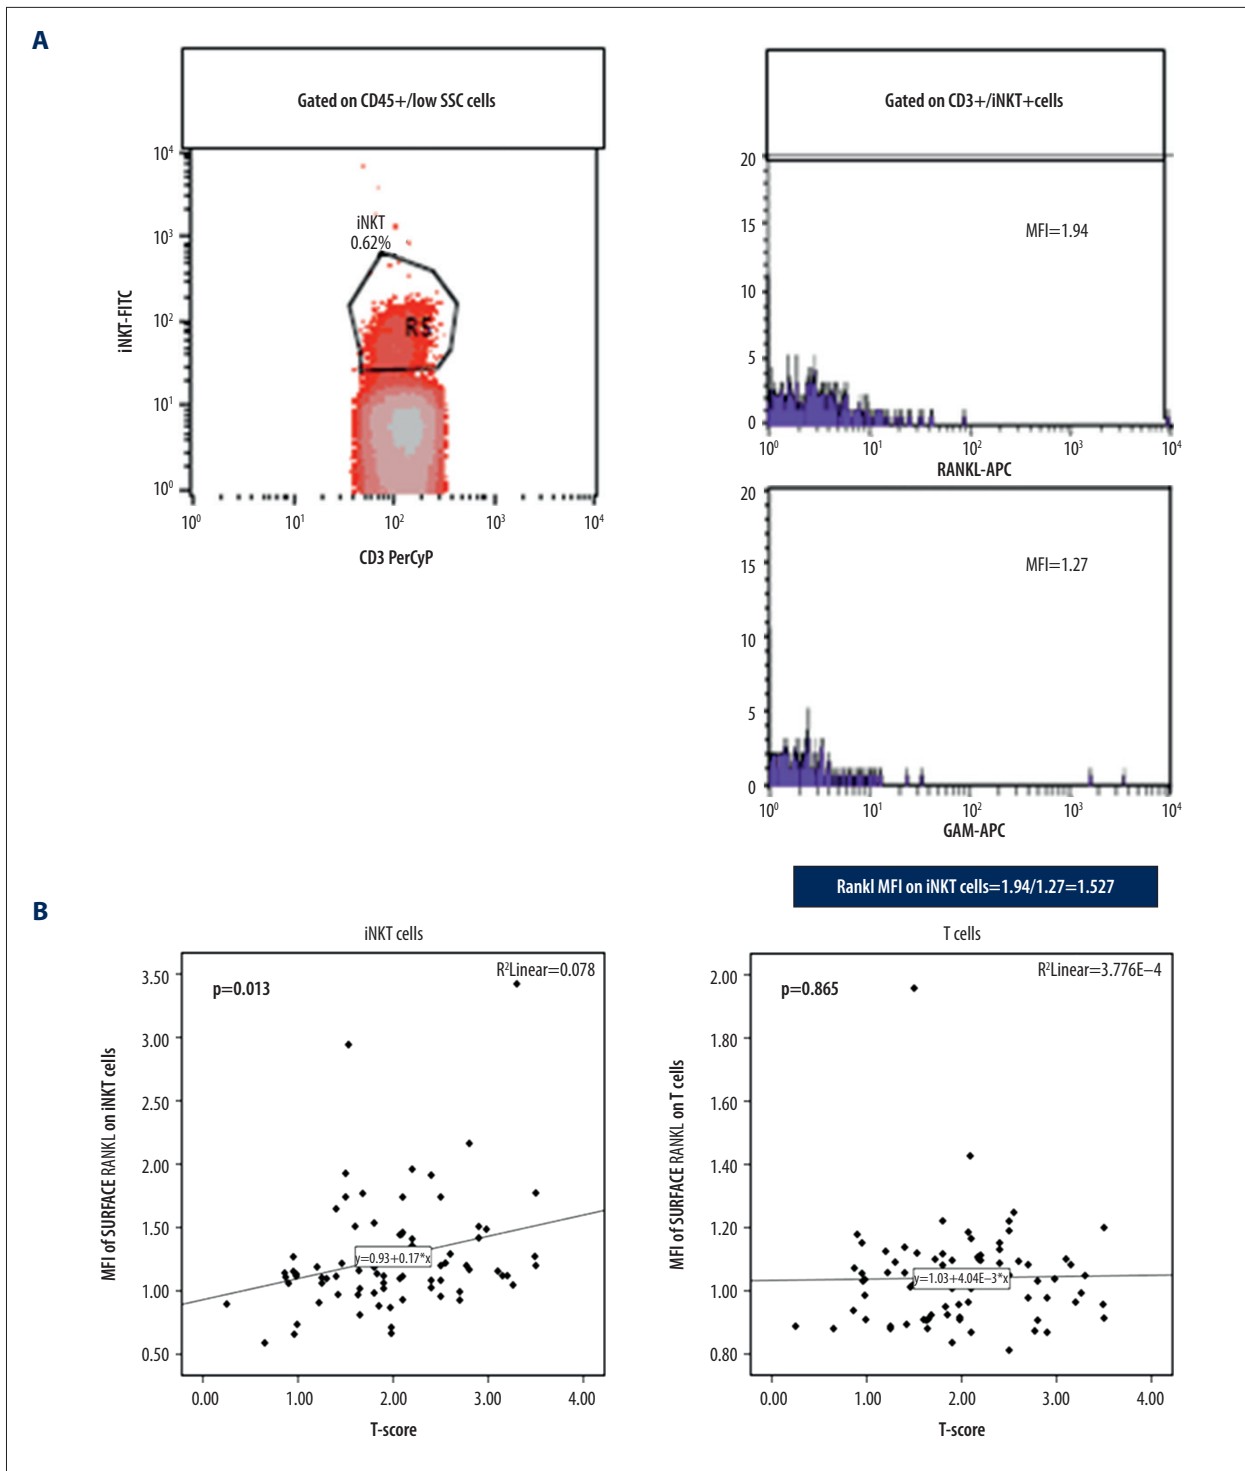 A
Gated on CD45+/low SSC cells
10⁴
10³
10²
10¹
10⁰
iNKT-FITC
iNKT
0.62%
R5
10⁰ 10¹ 10² 10³ 10⁴
CD3 PerCyP
Gated on CD3+/iNKT+cells
20
15
10
5
0
MFI=1.94
10⁰ 10¹ 10² 10³ 10⁴
RANKL-APC
20
15
10
5
0
MFI=1.27
10⁰ 10¹ 10² 10³ 10⁴
GAM-APC
Rankl MFI on iNKT cells=1.94/1.27=1.527
B
iNKT cells
R²Linear=0.078
p=0.013
3.50
3.00
2.50
2.00
1.50
1.00
0.50
MFI of SURFACE RANKL on iNKT cells
y=0.93+0.17*x
0.00 1.00 2.00 3.00 4.00
T-score
T cells
R²Linear=3.776E−4
p=0.865
2.00
1.80
1.60
1.40
1.20
1.00
0.80
MFI of SURFACE RANKL on T cells
y=1.03+4.04E−3*x
0.00 1.00 2.00 3.00 4.00
T-score